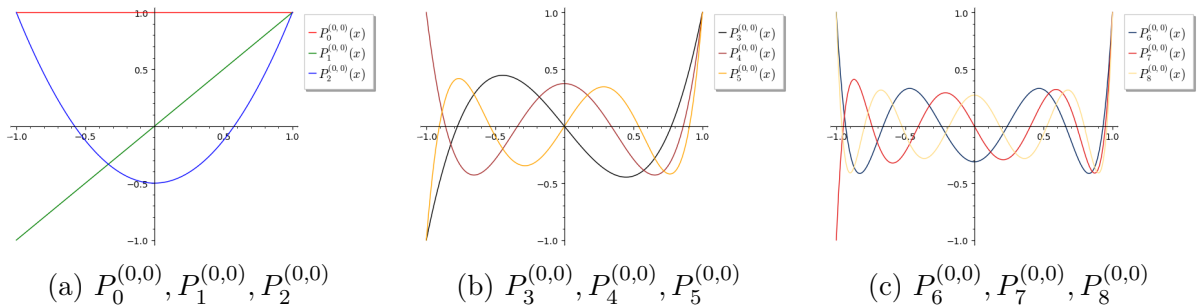 1.0
0.5
−0.5
−1.0
−1.0
−0.5
0.5
1.0
P_0^{(0,0)}(x)
P_1^{(0,0)}(x)
P_2^{(0,0)}(x)
(a) P_0^{(0,0)}, P_1^{(0,0)}, P_2^{(0,0)}
1.0
0.5
−0.5
−1.0
−1.0
−0.5
0.5
1.0
P_3^{(0,0)}(x)
P_4^{(0,0)}(x)
P_5^{(0,0)}(x)
(b) P_3^{(0,0)}, P_4^{(0,0)}, P_5^{(0,0)}
1.0
0.5
−0.5
−1.0
−1.0
−0.5
0.5
1.0
P_6^{(0,0)}(x)
P_7^{(0,0)}(x)
P_8^{(0,0)}(x)
(c) P_6^{(0,0)}, P_7^{(0,0)}, P_8^{(0,0)}